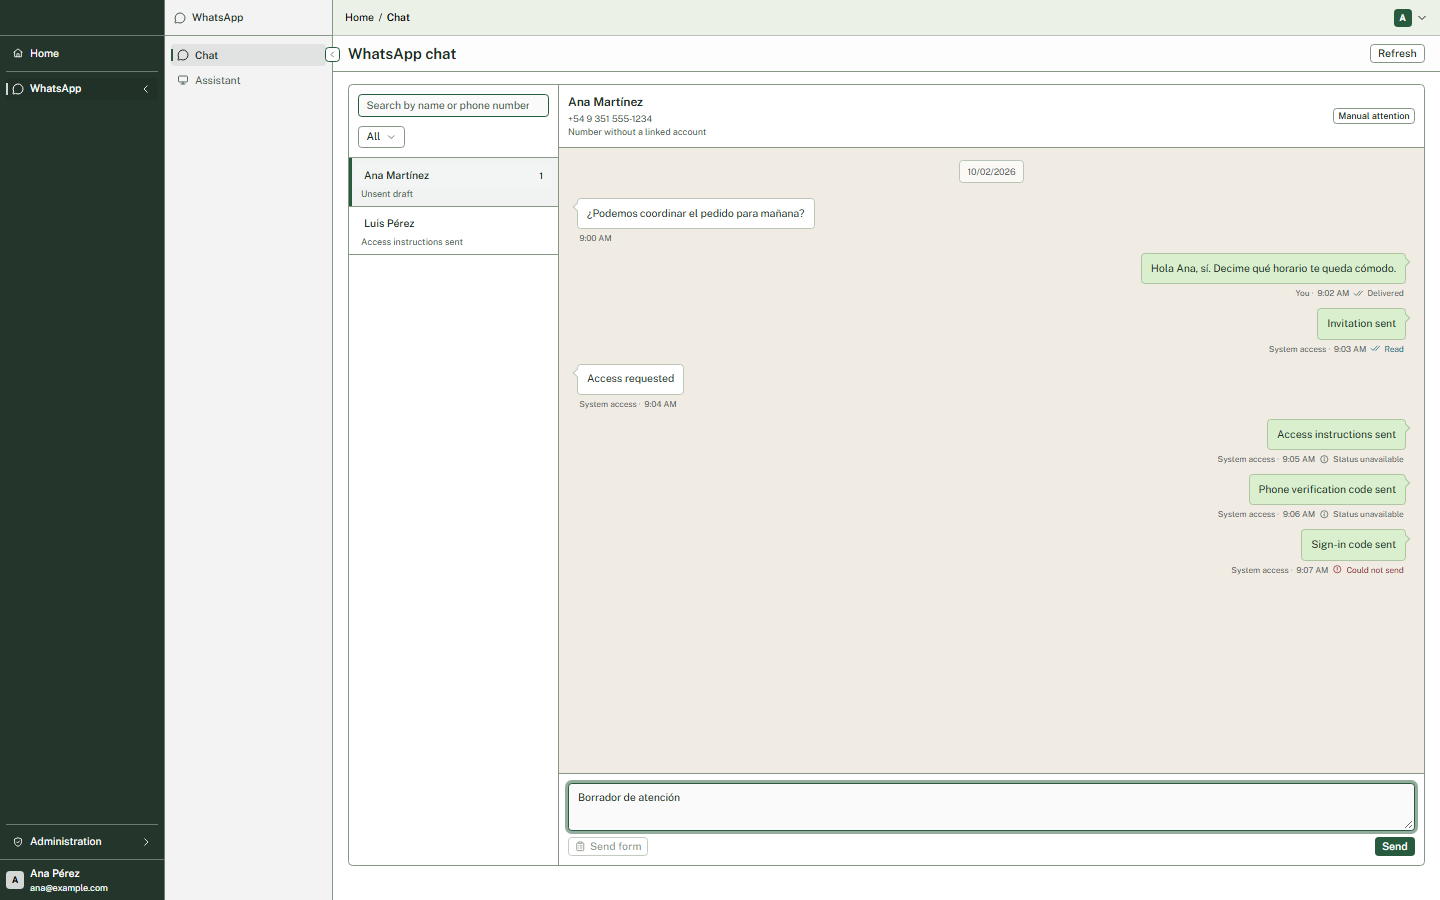 Home
WhatsApp
Administration
A
Ana Pérez
ana@example.com
WhatsApp
Chat
Assistant
Home / Chat
A
WhatsApp chat
Refresh
Search by name or phone number
All
Ana Martínez
1
Unsent draft
Luis Pérez
Access instructions sent
Ana Martínez
+54 9 351 555-1234
Number without a linked account
Manual attention
10/02/2026
¿Podemos coordinar el pedido para mañana?
9:00 AM
Hola Ana, sí. Decime qué horario te queda cómodo.
You · 9:02 AM Delivered
Invitation sent
System access · 9:03 AM Read
Access requested
System access · 9:04 AM
Access instructions sent
System access · 9:05 AM Status unavailable
Phone verification code sent
System access · 9:06 AM Status unavailable
Sign-in code sent
System access · 9:07 AM Could not send
Borrador de atención
Send form
Send